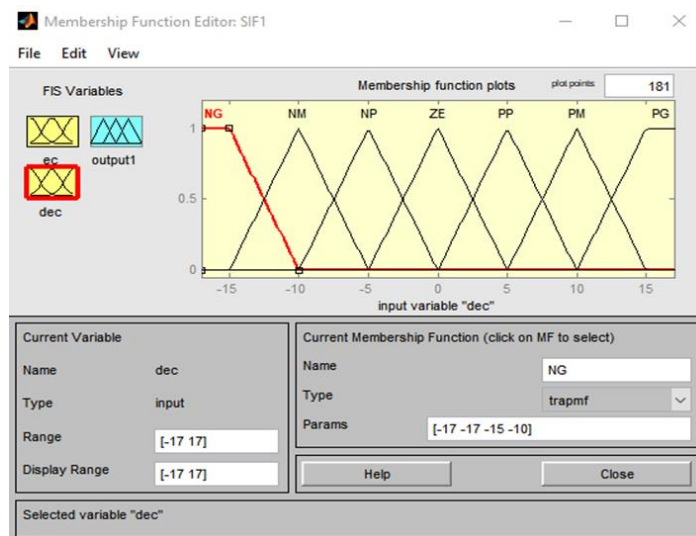 Membership Function Editor: SIF1
File Edit View
FIS Variables
ec output1
dec
Membership function plots plot points: 181
NG NM NP ZE PP PM PG
1
0.5
0
-15 -10 -5 0 5 10 15
input variable "dec"
Current Variable
Name dec
Type input
Range [-17 17]
Display Range [-17 17]
Current Membership Function (click on MF to select)
Name NG
Type trapmf
Params [-17 -17 -15 -10]
Help Close
Selected variable "dec"